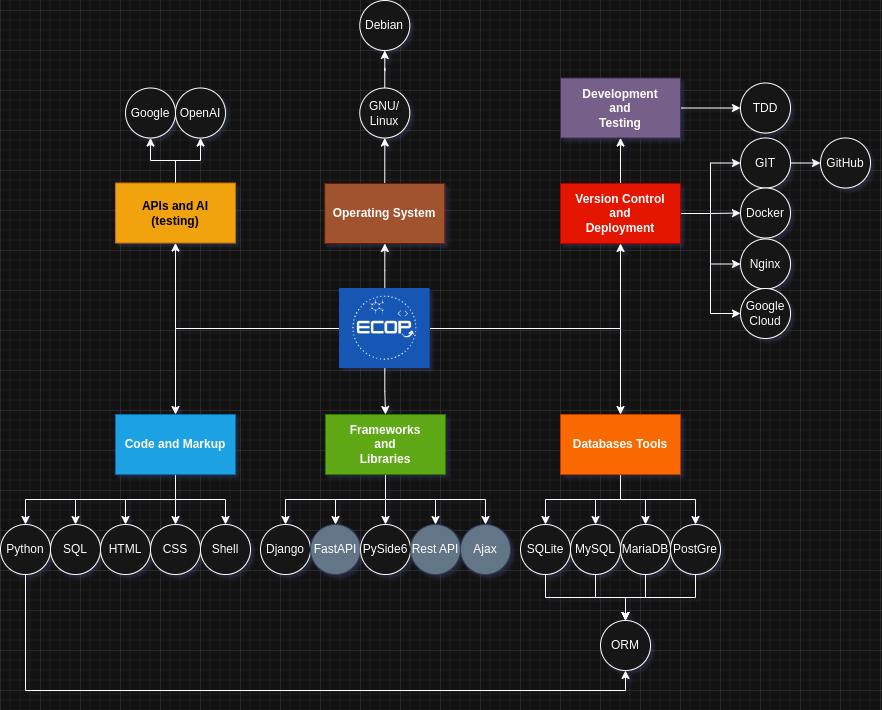 Debian
Google
OpenAI
GNU/
Linux
Development
and
Testing
TDD
GIT
GitHub
APIs and AI
(testing)
Operating System
Version Control
and
Deployment
Docker
Nginx
Google
Cloud
ECOP
Code and Markup
Frameworks
and
Libraries
Databases Tools
Python
SQL
HTML
CSS
Shell
Django
FastAPI
PySide6
Rest API
Ajax
SQLite
MySQL
MariaDB
PostGre
ORM